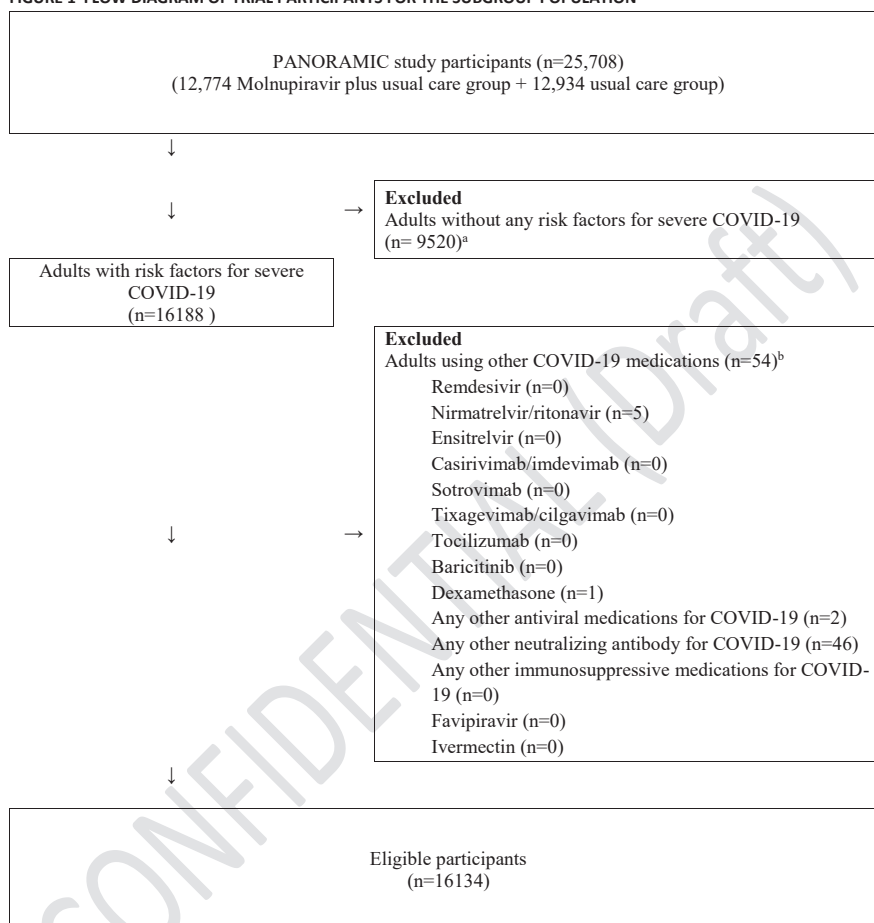 FIGURE 1 FLOW DIAGRAM OF TRIAL PARTICIPANTS FOR THE SUBGROUP POPULATION
PANORAMIC study participants (n=25,708)
(12,774 Molnupiravir plus usual care group + 12,934 usual care group)
↓
↓
→
Excluded
Adults without any risk factors for severe COVID-19
(n= 9520)ᵃ
Adults with risk factors for severe
COVID-19
(n=16188 )
↓
→
Excluded
Adults using other COVID-19 medications (n=54)ᵇ
Remdesivir (n=0)
Nirmatrelvir/ritonavir (n=5)
Ensitrelvir (n=0)
Casirivimab/imdevimab (n=0)
Sotrovimab (n=0)
Tixagevimab/cilgavimab (n=0)
Tocilizumab (n=0)
Baricitinib (n=0)
Dexamethasone (n=1)
Any other antiviral medications for COVID-19 (n=2)
Any other neutralizing antibody for COVID-19 (n=46)
Any other immunosuppressive medications for COVID-
19 (n=0)
Favipiravir (n=0)
Ivermectin (n=0)
↓
Eligible participants
(n=16134)
CONFIDENTIAL (Draft)